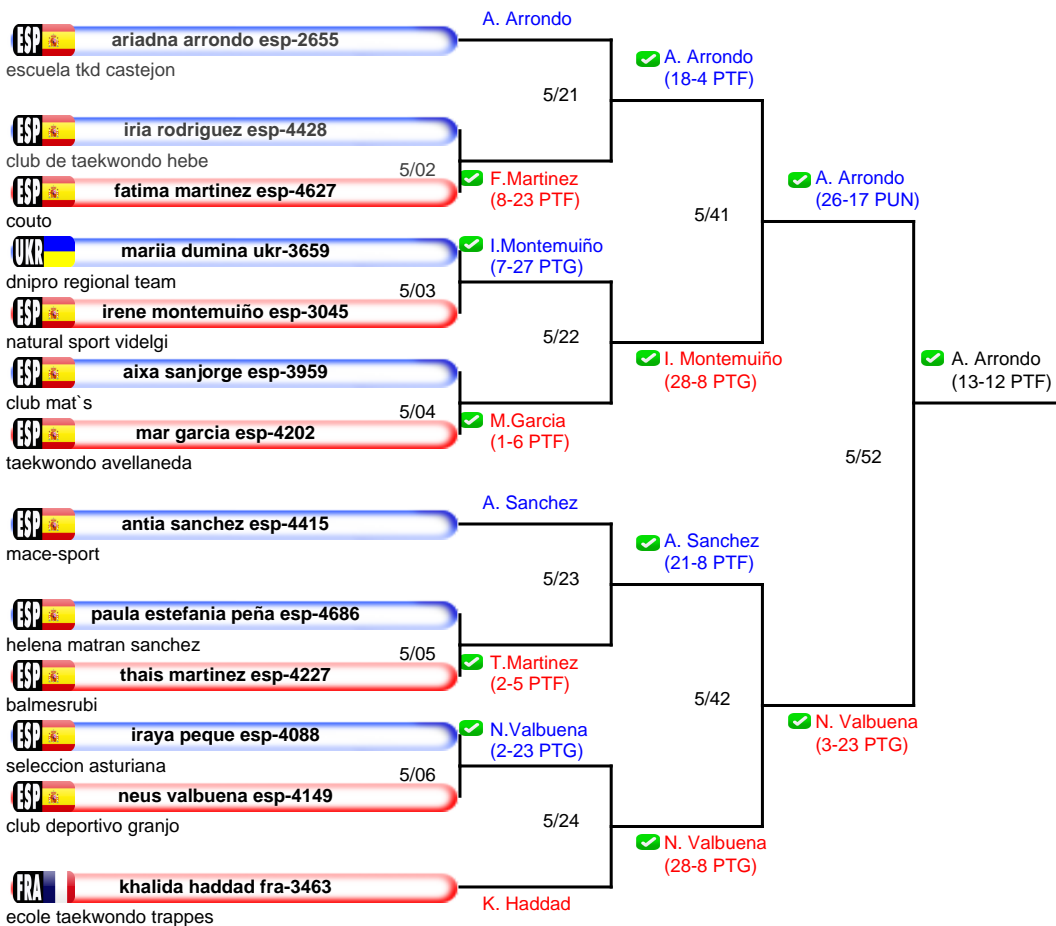 A. Arrondo
ESP ariadna arrondo esp-2655
escuela tkd castejon
A. Arrondo
(18-4 PTF)
5/21
ESP iria rodriguez esp-4428
club de taekwondo hebe
5/02
ESP fatima martinez esp-4627
couto
F.Martinez
(8-23 PTF)
A. Arrondo
(26-17 PUN)
5/41
UKR mariia dumina ukr-3659
dnipro regional team
5/03
I.Montemuiño
(7-27 PTG)
ESP irene montemuiño esp-3045
natural sport videlgi
5/22
ESP aixa sanjorge esp-3959
club mat`s
5/04
I. Montemuiño
(28-8 PTG)
A. Arrondo
(13-12 PTF)
ESP mar garcia esp-4202
taekwondo avellaneda
M.Garcia
(1-6 PTF)
5/52
A. Sanchez
ESP antia sanchez esp-4415
mace-sport
A. Sanchez
(21-8 PTF)
5/23
ESP paula estefania peña esp-4686
helena matran sanchez
5/05
ESP thais martinez esp-4227
balmesrubi
T.Martinez
(2-5 PTF)
5/42
ESP iraya peque esp-4088
seleccion asturiana
5/06
N.Valbuena
(2-23 PTG)
N. Valbuena
(3-23 PTG)
ESP neus valbuena esp-4149
club deportivo granjo
5/24
N. Valbuena
(28-8 PTG)
FRA khalida haddad fra-3463
ecole taekwondo trappes
K. Haddad